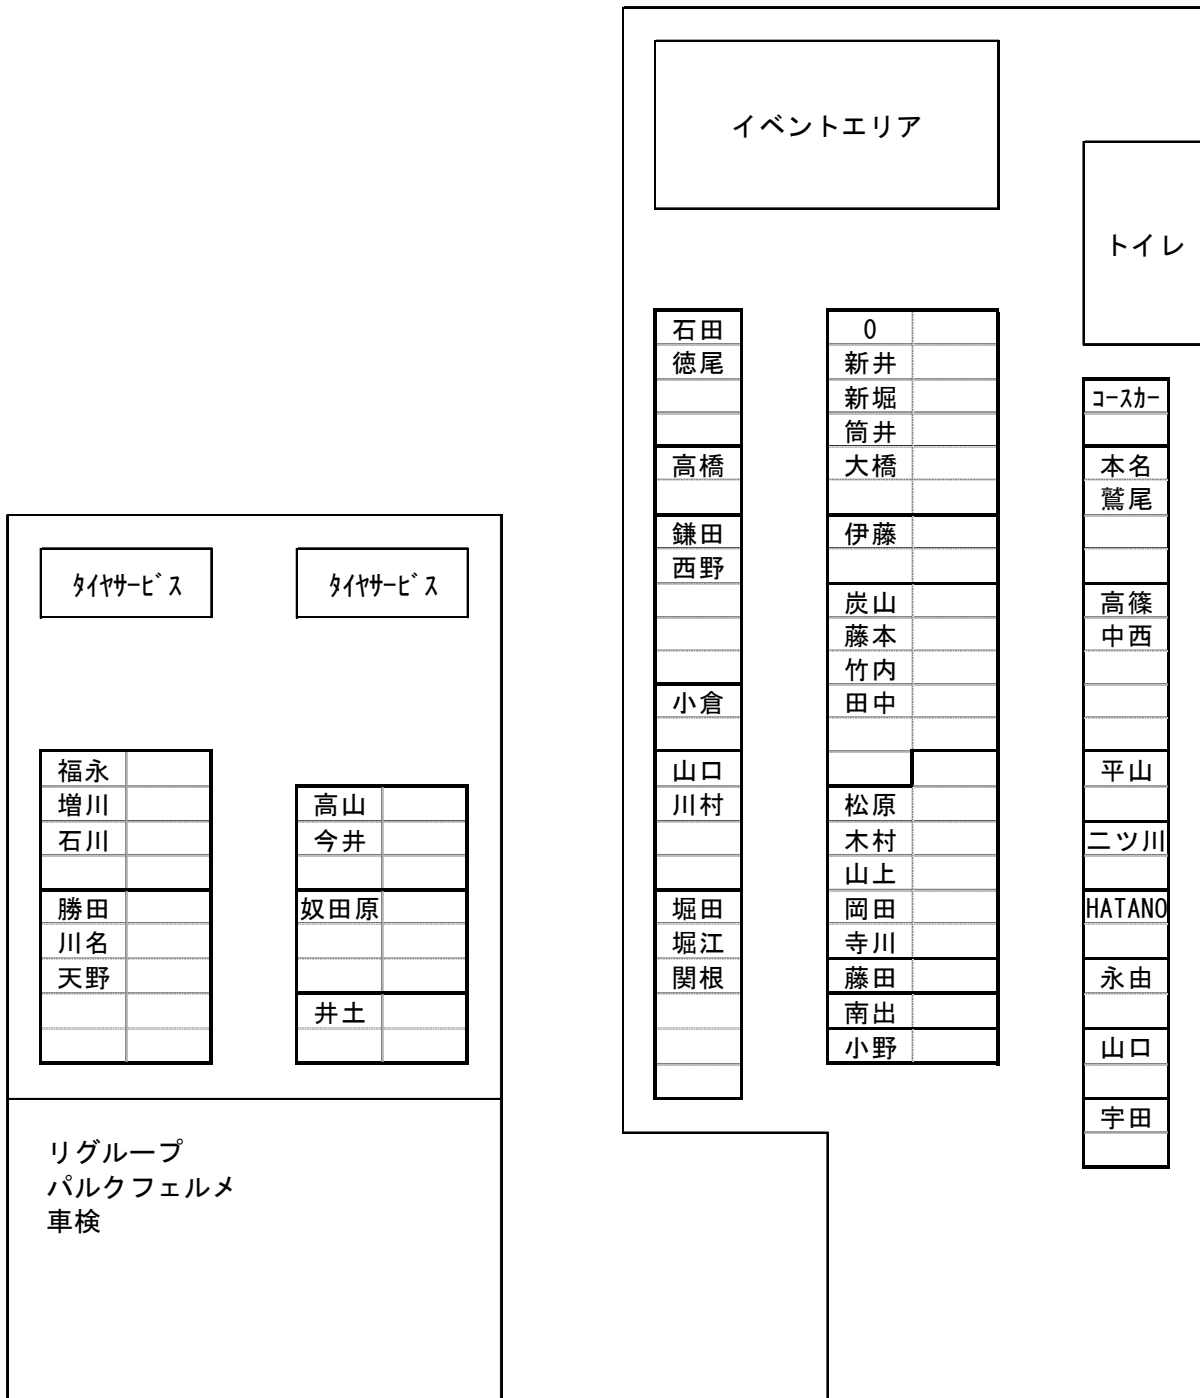 イベントエリア
トイレ
石田
徳尾
高橋
鎌田
西野
小倉
山口
川村
堀田
堀江
関根
0
新井
新堀
筒井
大橋
伊藤
炭山
藤本
竹内
田中
松原
木村
山上
岡田
寺川
藤田
南出
小野
ｺｰｽｶｰ
本名
鷲尾
高篠
中西
平山
二ツ川
HATANO
永由
山口
宇田
ﾀｲﾔｻｰﾋﾞｽ
ﾀｲﾔｻｰﾋﾞｽ
福永
増川
石川
勝田
川名
天野
高山
今井
奴田原
井土
リグループ
パルクフェルメ
車検